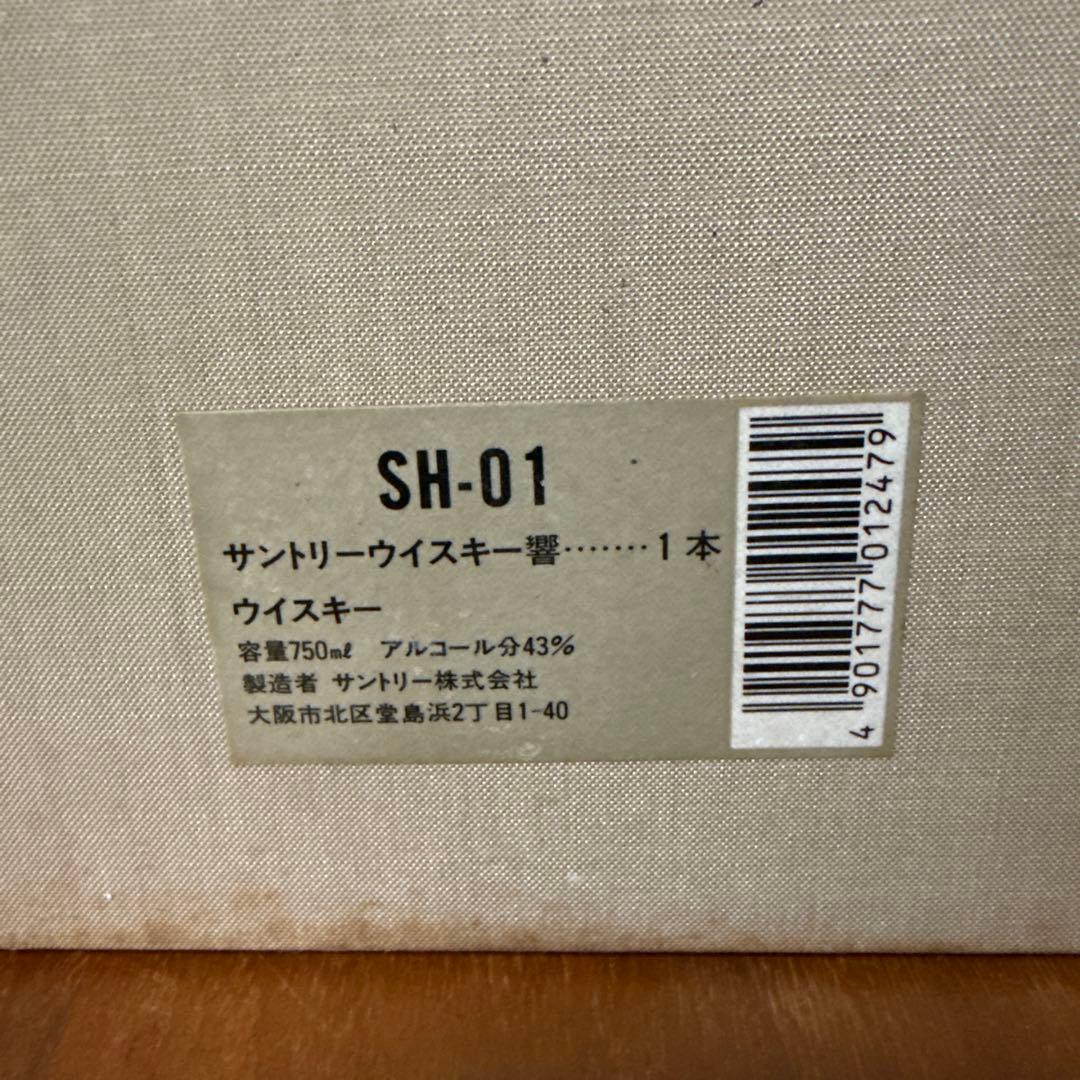 SH-01
サントリーウイスキー響‥‥‥‥1本
ウイスキー
容量750㎖ アルコール分43%
製造者 サントリー株式会社
大阪市北区堂島浜2丁目1-40
4 901777 012479